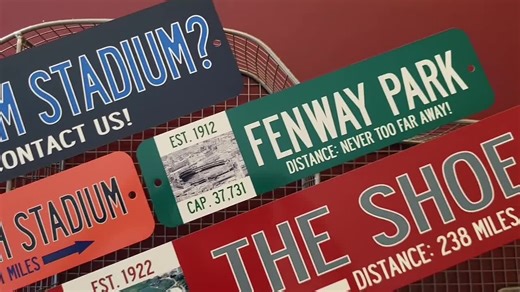 M STADIUM?
CONTACT US!
EST. 1912
CAP. 37,731
FENWAY PARK
DISTANCE: NEVER TOO FAR AWAY!
STADIUM
MILES
EST. 1922
THE SHOE
DISTANCE: 238 MILES